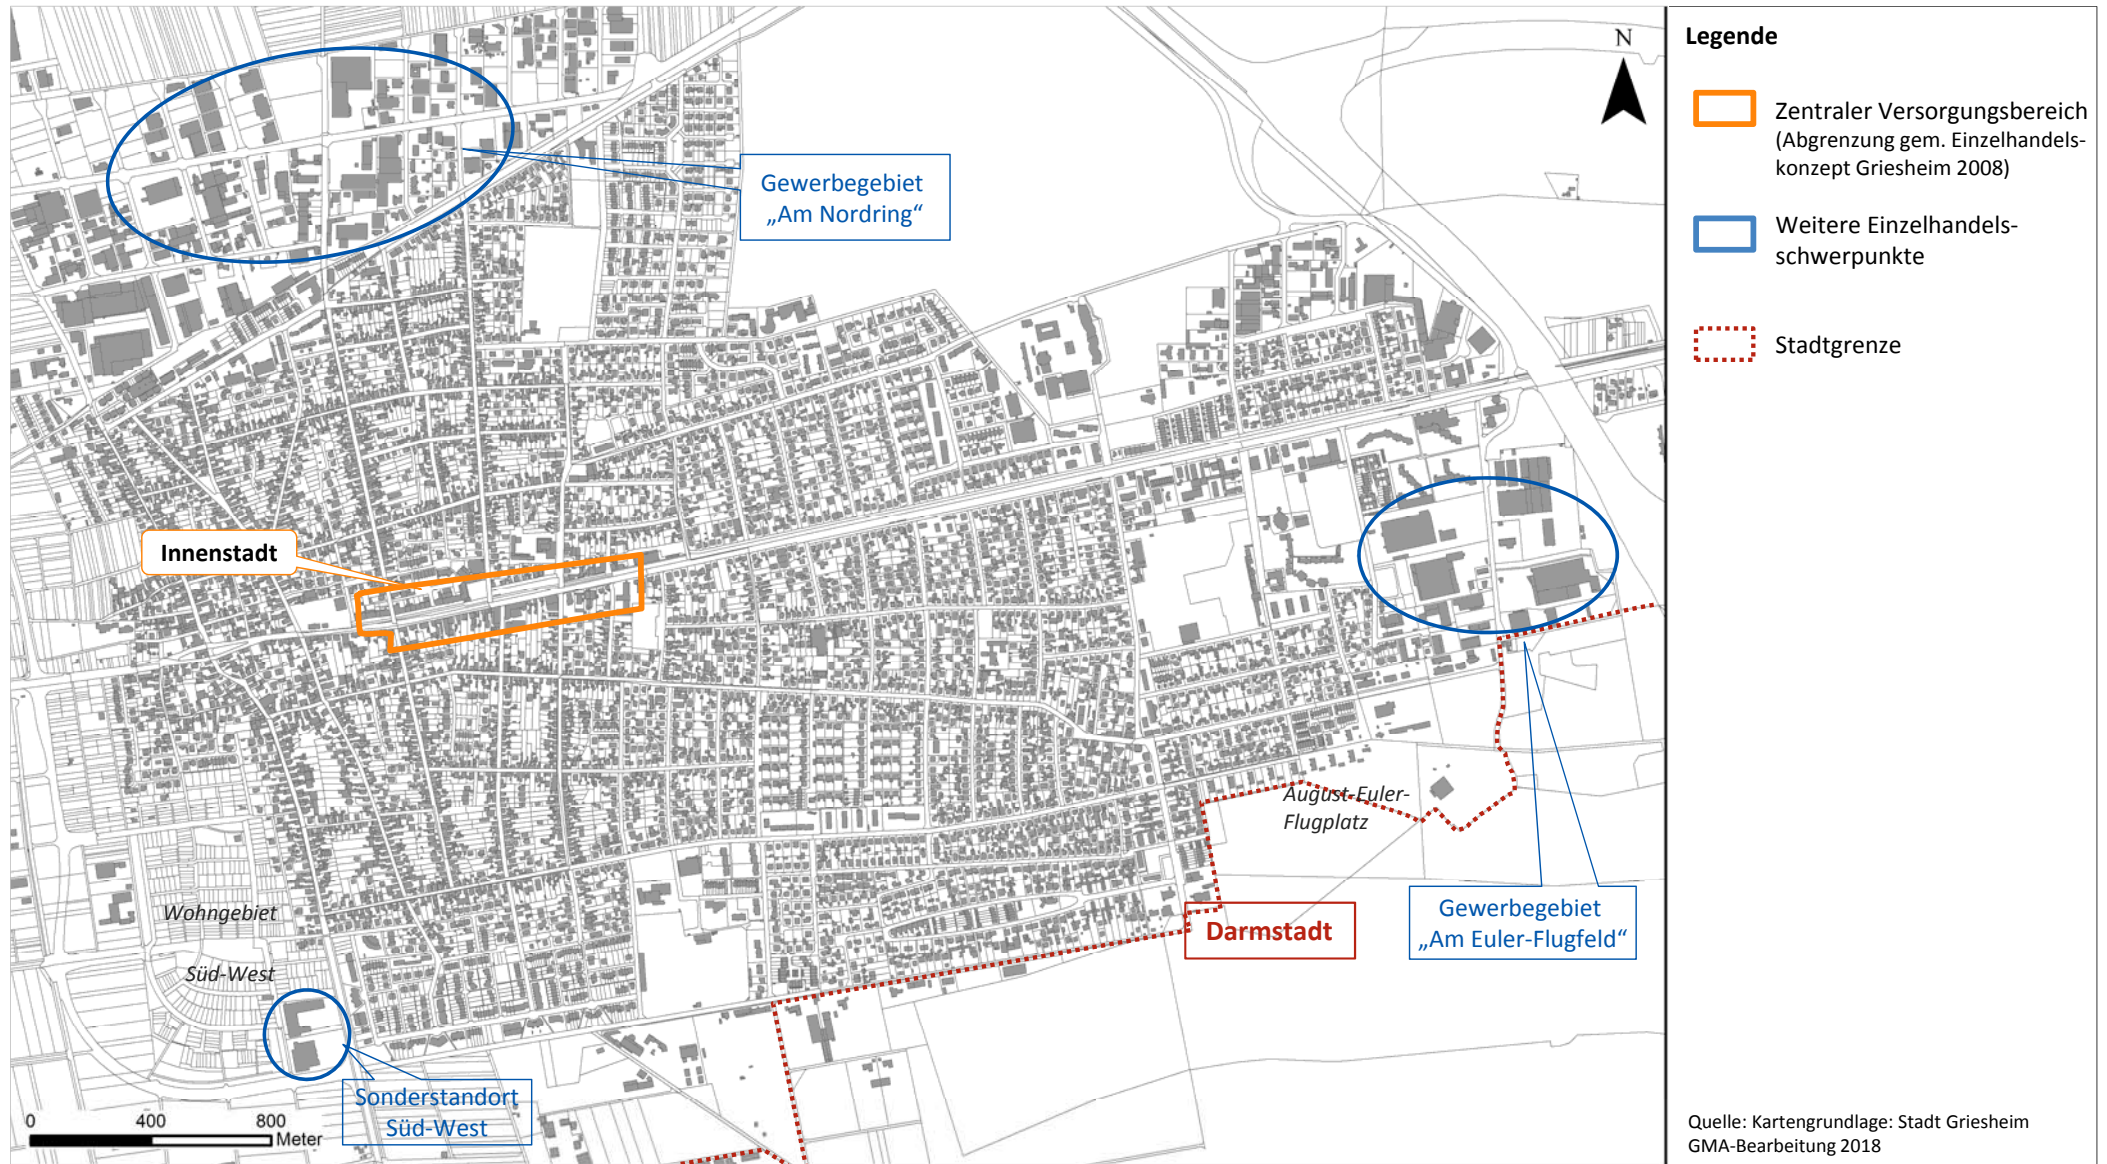 Gewerbegebiet
„Am Nordring“
Innenstadt
August-Euler-
Flugplatz
Wohngebiet
Süd-West
Darmstadt
Gewerbegebiet
„Am Euler-Flugfeld“
Sonderstandort
Süd-West
0 400 800
Meter
N
Legende
Zentraler Versorgungsbereich
(Abgrenzung gem. Einzelhandels-
konzept Griesheim 2008)
Weitere Einzelhandels-
schwerpunkte
Stadtgrenze
Quelle: Kartengrundlage: Stadt Griesheim
GMA-Bearbeitung 2018